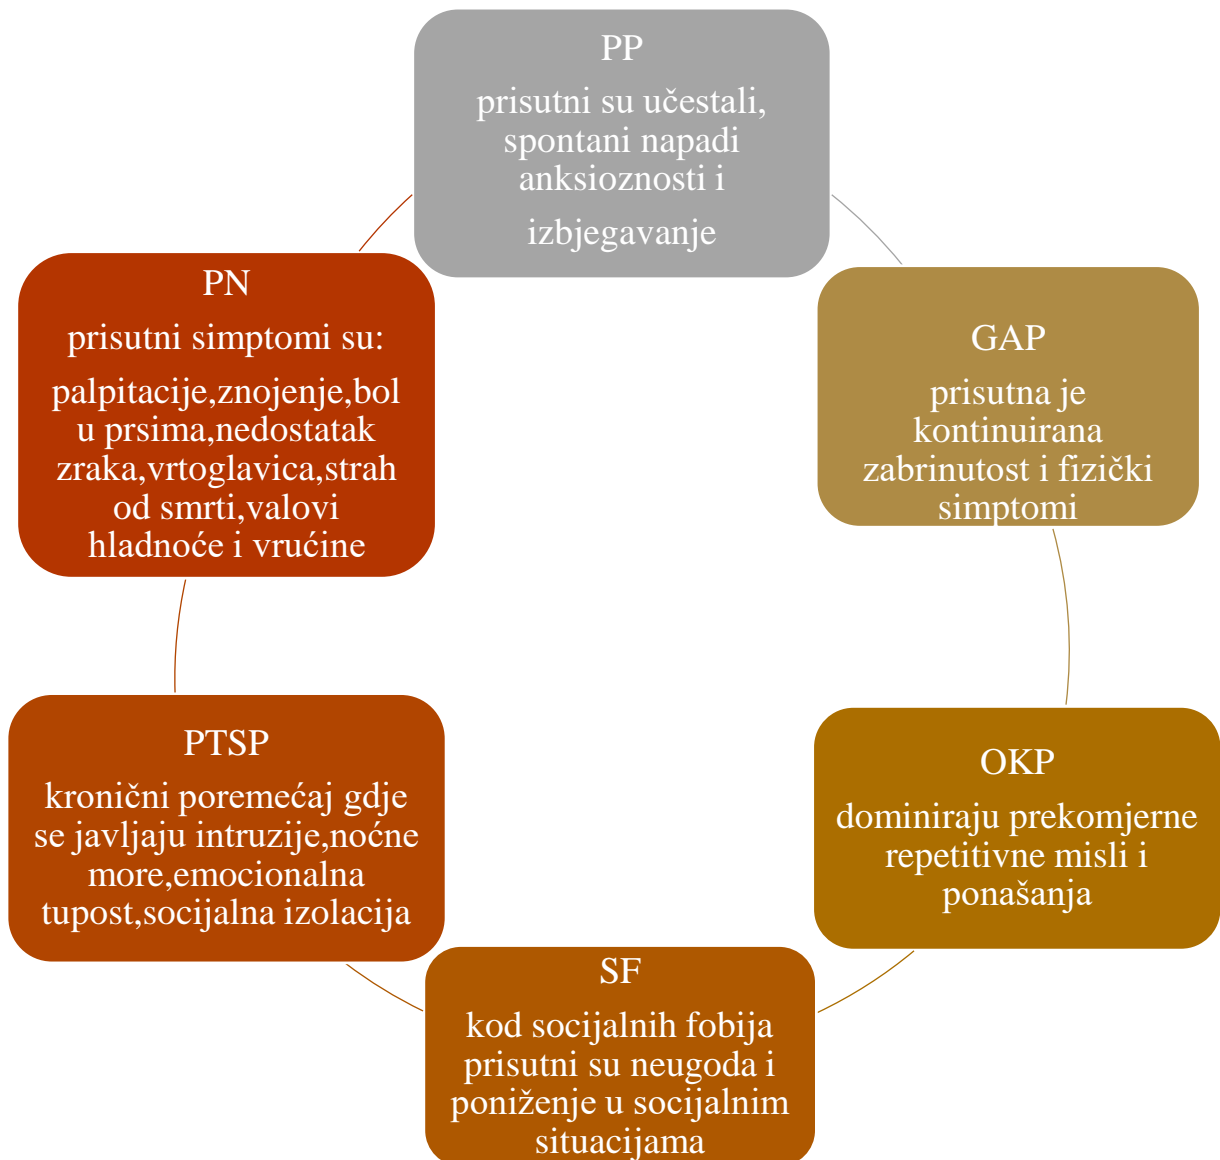 PP
prisutni su učestali,
spontani napadi
anksioznosti i
izbjegavanje
GAP
prisutna je
kontinuirana
zabrinutost i fizički
simptomi
OKP
dominiraju prekomjerne
repetitivne misli i
ponašanja
SF
kod socijalnih fobija
prisutni su neugoda i
poniženje u socijalnim
situacijama
PTSP
kronični poremećaj gdje
se javljaju intruzije,noćne
more,emocionalna
tupost,socijalna izolacija
PN
prisutni simptomi su:
palpitacije,znojenje,bol
u prsima,nedostatak
zraka,vrtoglavica,strah
od smrti,valovi
hladnoće i vrućine